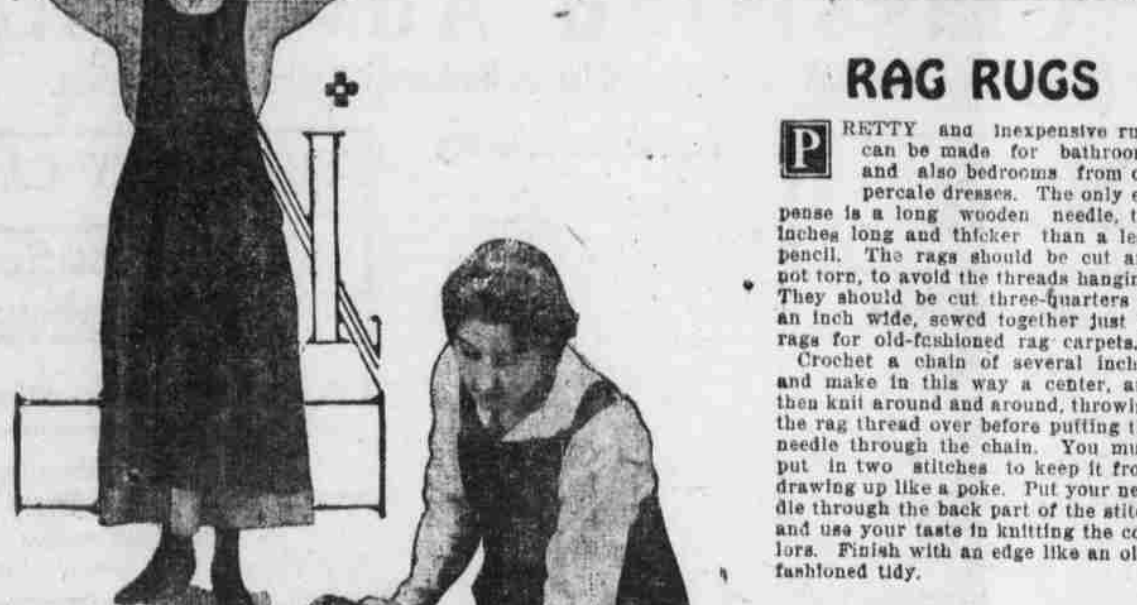 RAG RUGS
PRETTY and inexpensive ru
can be made for bathroom
and also bedrooms from o
percale dresses. The only e
pense is a long wooden needle, t
inches long and thicker than a lea
pencil. The rags should be cut a
not torn, to avoid the threads hangin
They should be cut three-quarters
an inch wide, sewed together just
rags for old-fashioned rag carpets.
Crochet a chain of several inch
and make in this way a center, a
then knit around and around, throwi
the rag thread over before putting t
needle through the chain. You mu
put in two stitches to keep it fro
drawing up like a poke. Put your ne
dle through the back part of the stitc
and use your taste in knitting the co
lors. Finish with an edge like an ol
fashioned tidy.